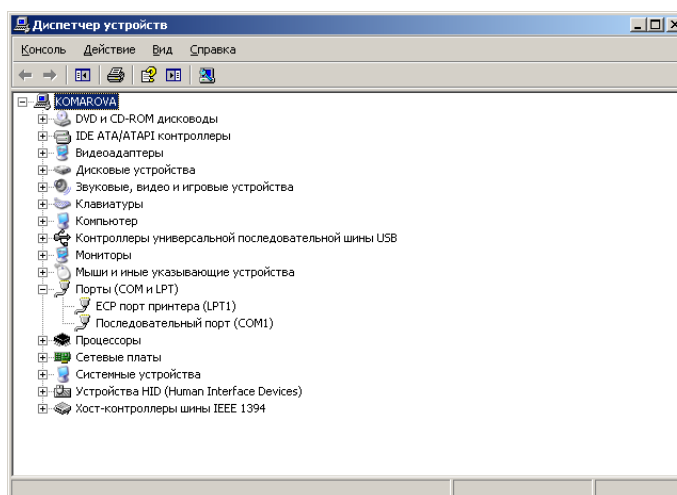 Диспетчер устройств
Консоль Действие Вид Справка
KOMAROVA
DVD и CD-ROM дисководы
IDE ATA/ATAPI контроллеры
Видеоадаптеры
Дисковые устройства
Звуковые, видео и игровые устройства
Клавиатуры
Компьютер
Контроллеры универсальной последовательной шины USB
Мониторы
Мыши и иные указывающие устройства
Порты (COM и LPT)
ECP порт принтера (LPT1)
Последовательный порт (COM1)
Процессоры
Сетевые платы
Системные устройства
Устройства HID (Human Interface Devices)
Хост-контроллеры шины IEEE 1394